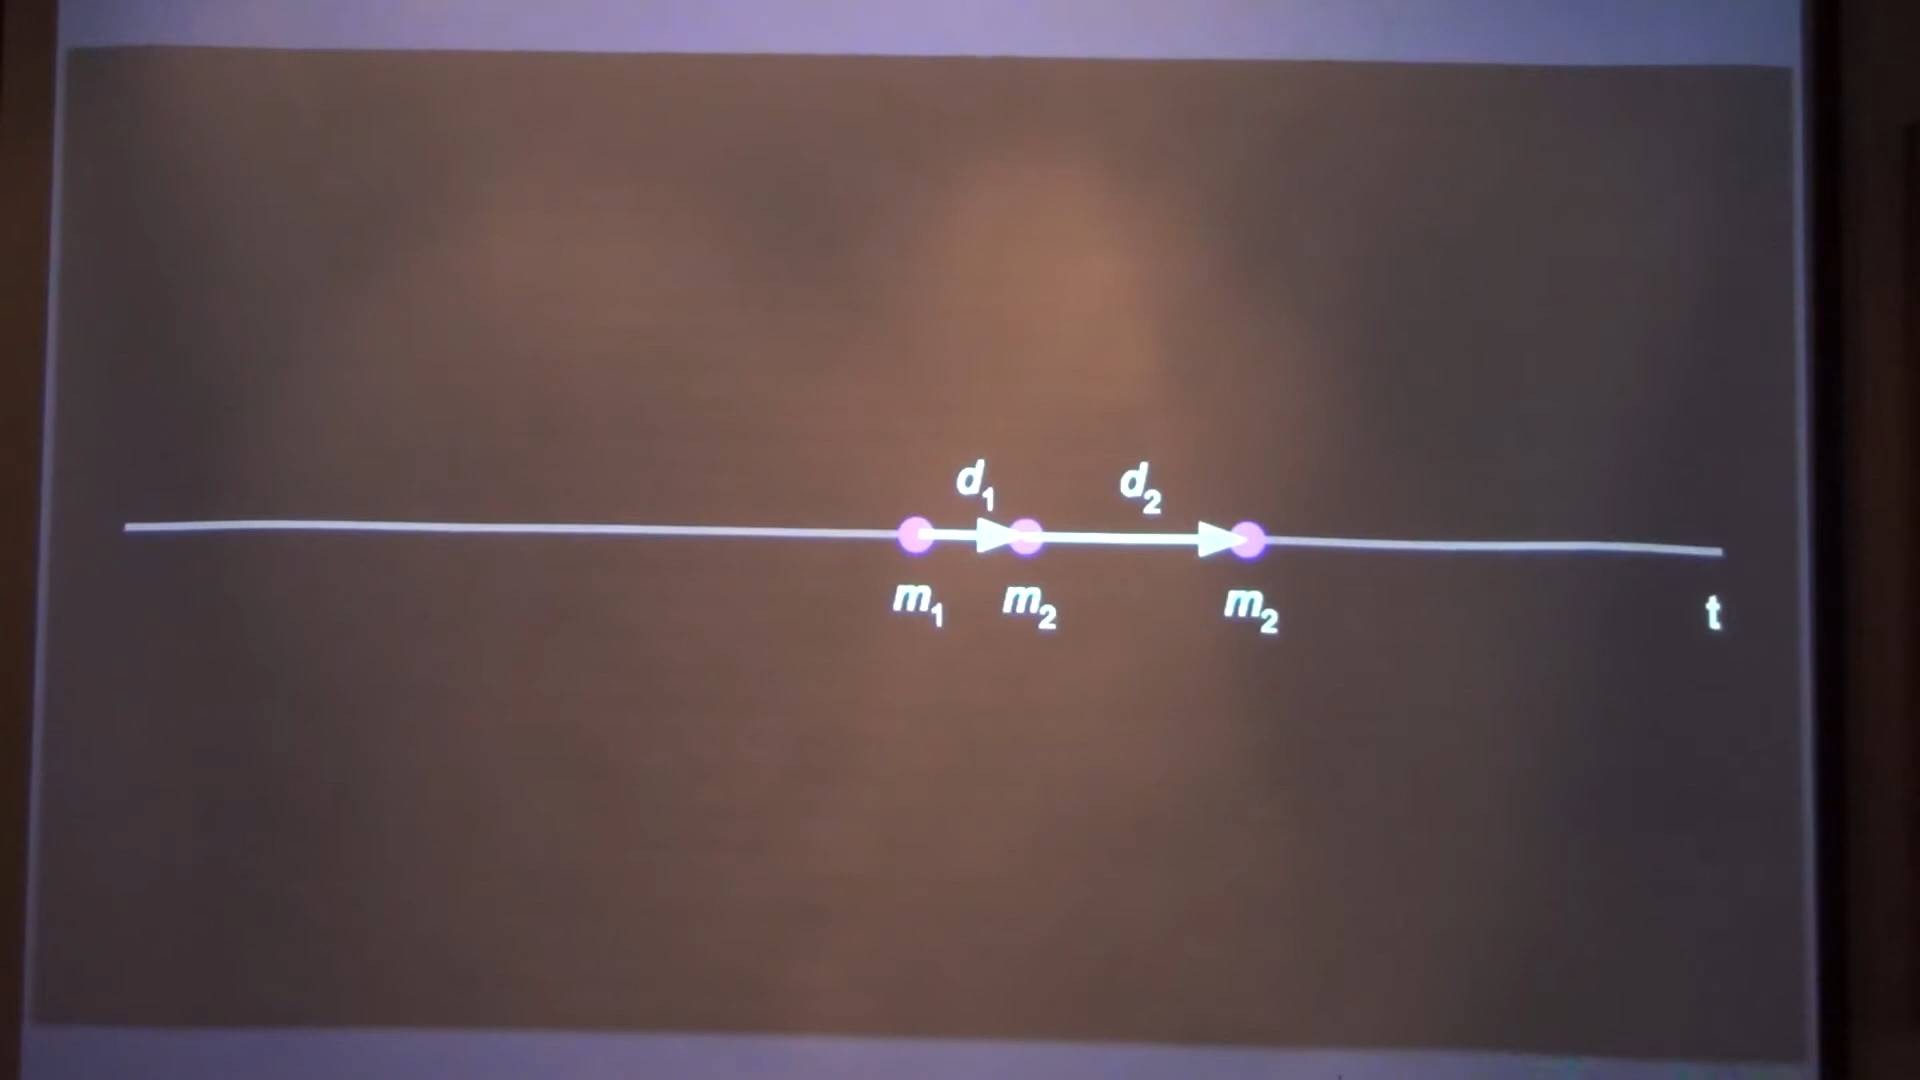 d₁ d₂
m₁ m₂ m₂
t